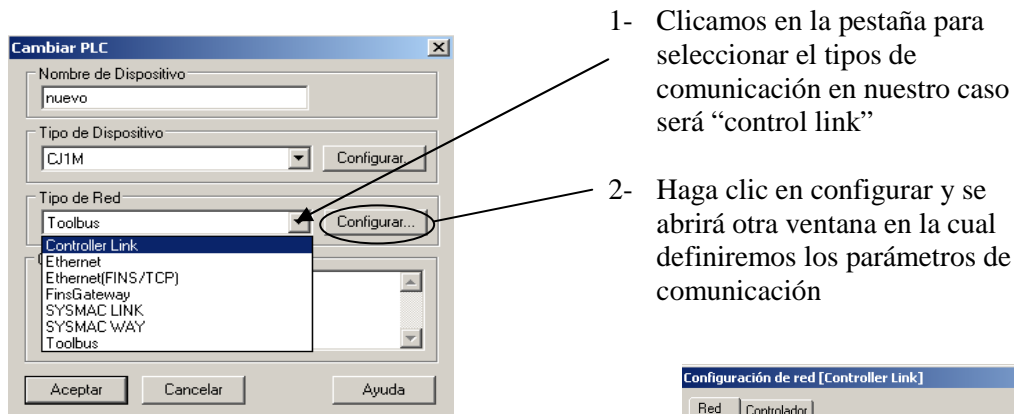 Cambiar PLC
Nombre de Dispositivo
nuevo
Tipo de Dispositivo
CJ1M
Configurar...
Tipo de Red
Toolbus
Configurar...
Controller Link
Ethernet
Ethernet(FINS/TCP)
FinsGateway
SYSMAC LINK
SYSMAC WAY
Toolbus
Aceptar
Cancelar
Ayuda
1- Clicamos en la pestaña para
seleccionar el tipos de
comunicación en nuestro caso
será “control link”
2- Haga clic en configurar y se
abrirá otra ventana en la cual
definiremos los parámetros de
comunicación
Configuración de red [Controller Link]
Red
Controlador